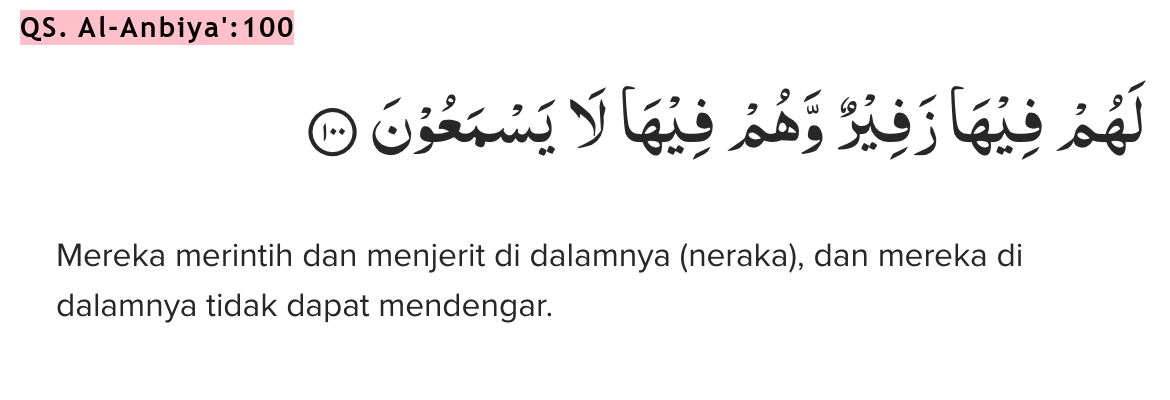 QS. Al-Anbiya':100
لَهُمْ فِيْهَا زَفِيْرٌ وَّهُمْ فِيْهَا لَا يَسْمَعُوْنَ ١٠٠
Mereka merintih dan menjerit di dalamnya (neraka), dan mereka di
dalamnya tidak dapat mendengar.